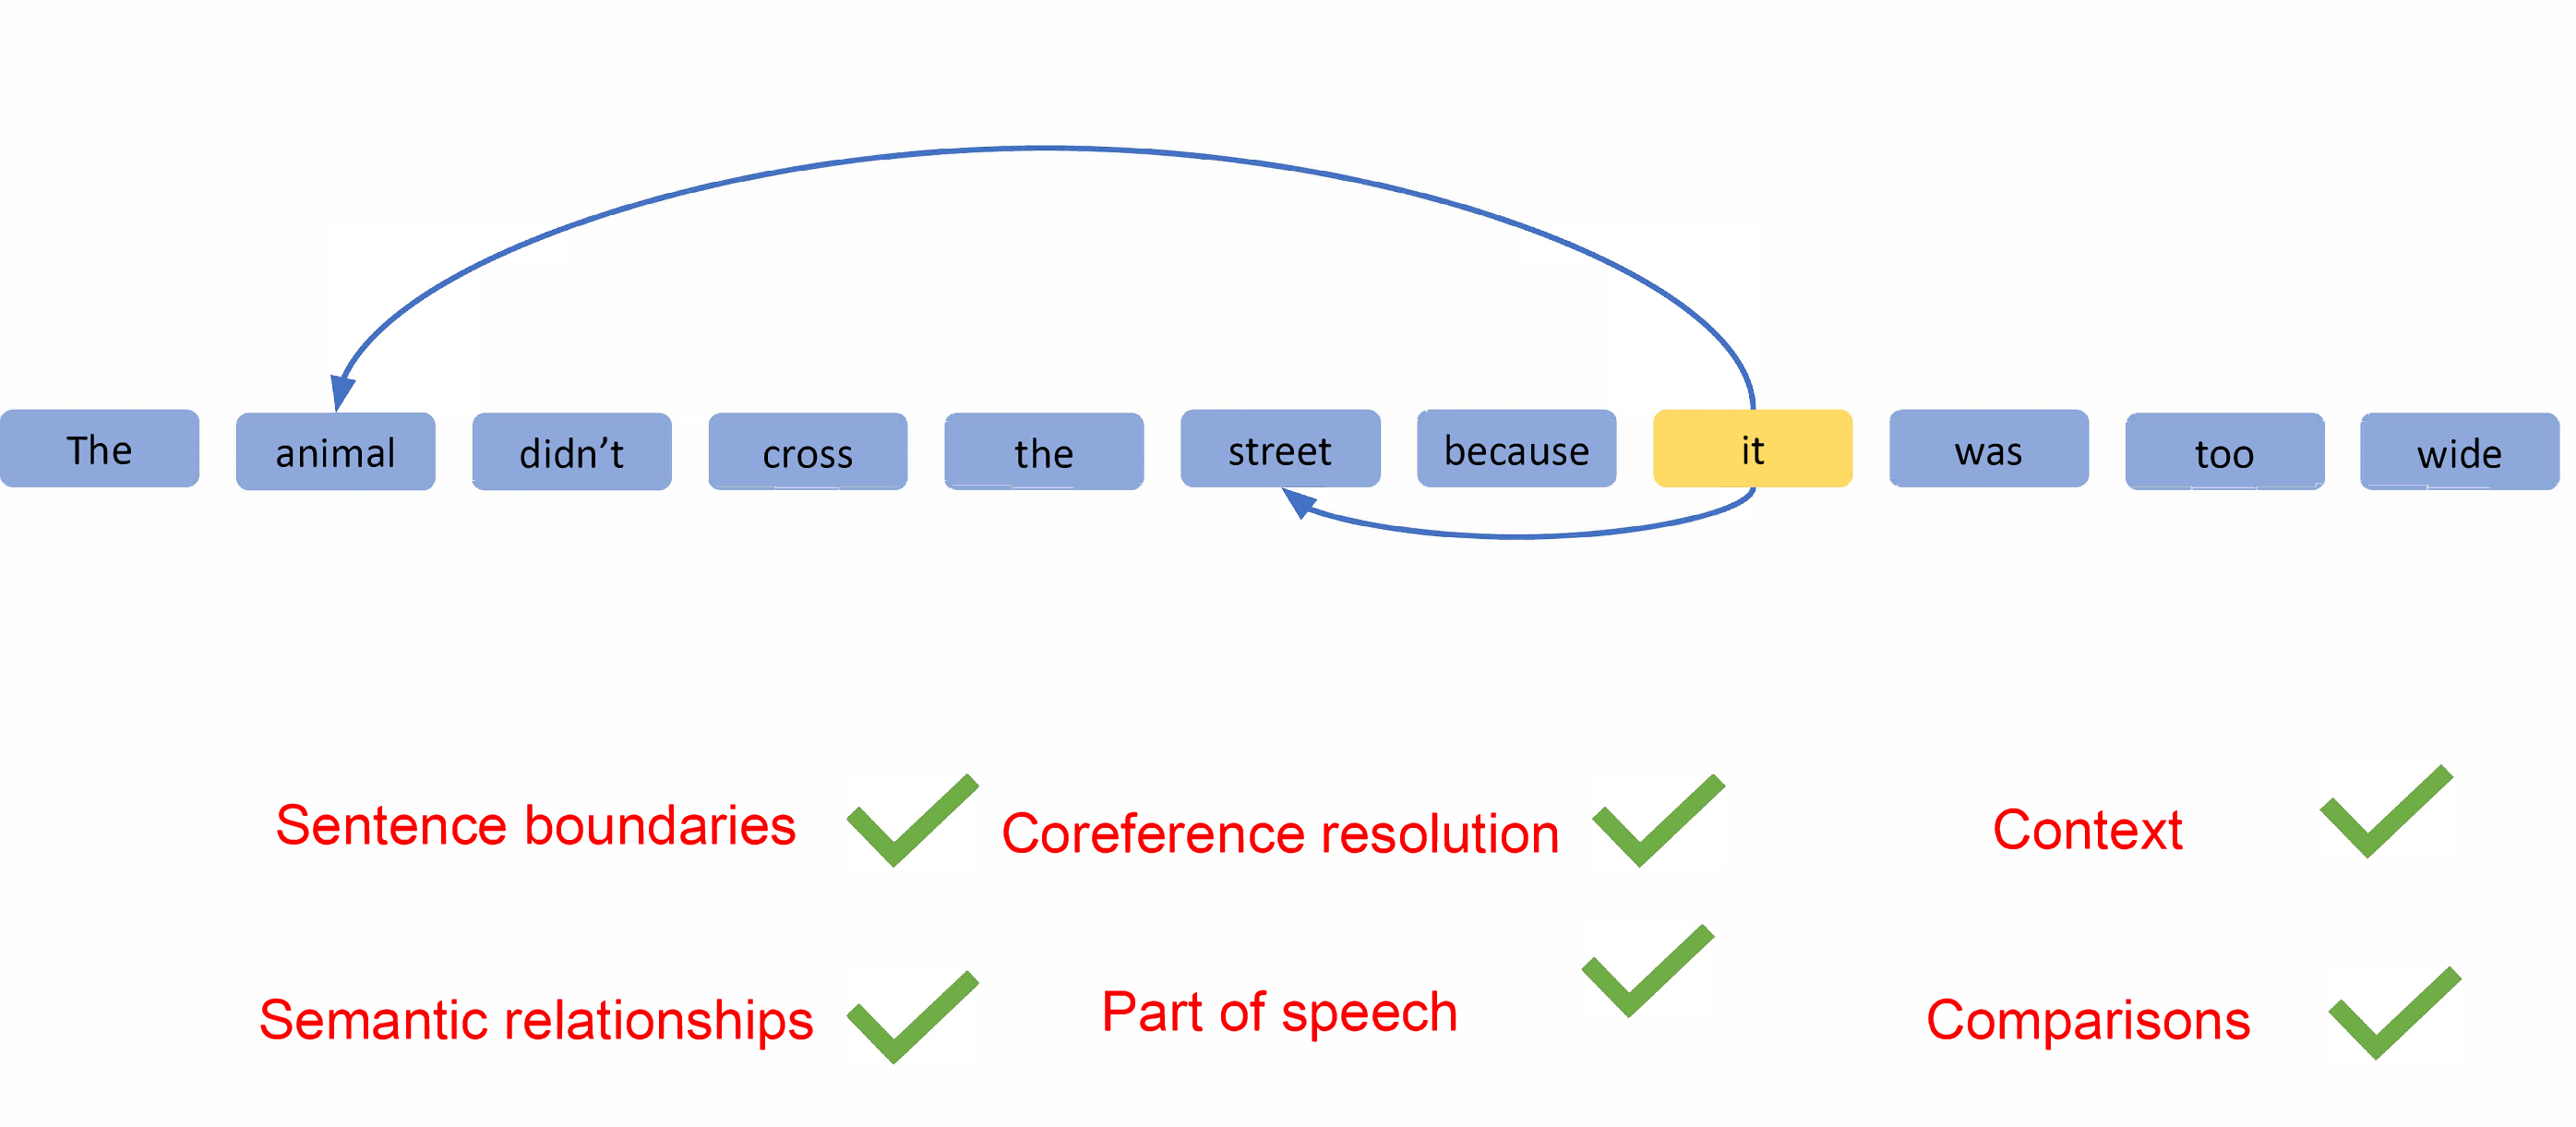 The animal didn’t cross the street because it was too wide
Sentence boundaries Coreference resolution Context
Semantic relationships Part of speech Comparisons